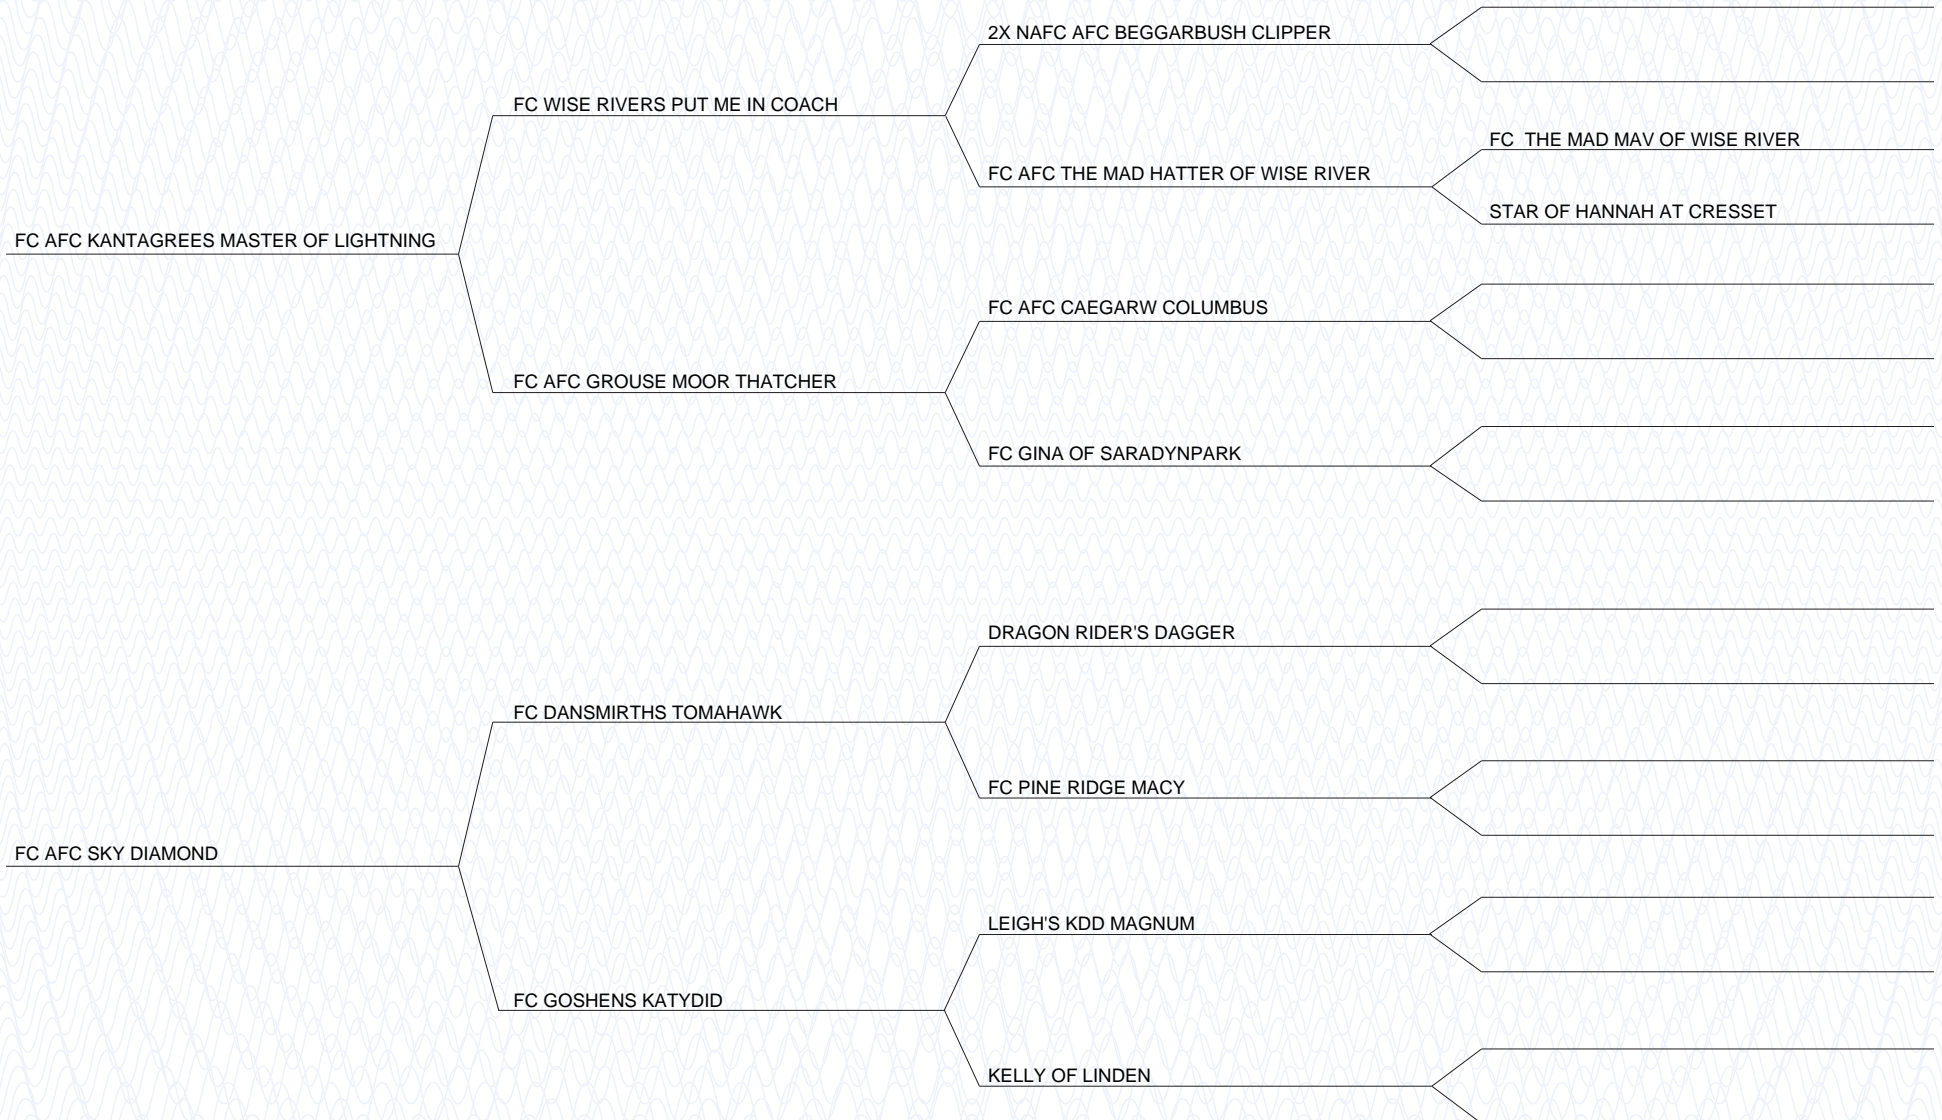 2X NAFC AFC BEGGARBUSH CLIPPER
FC WISE RIVERS PUT ME IN COACH
FC  THE MAD MAV OF WISE RIVER
FC AFC THE MAD HATTER OF WISE RIVER
STAR OF HANNAH AT CRESSET
FC AFC KANTAGREES MASTER OF LIGHTNING
FC AFC CAEGARW COLUMBUS
FC AFC GROUSE MOOR THATCHER
FC GINA OF SARADYNPARK
DRAGON RIDER'S DAGGER
FC DANSMIRTHS TOMAHAWK
FC PINE RIDGE MACY
FC AFC SKY DIAMOND
LEIGH'S KDD MAGNUM
FC GOSHENS KATYDID
KELLY OF LINDEN